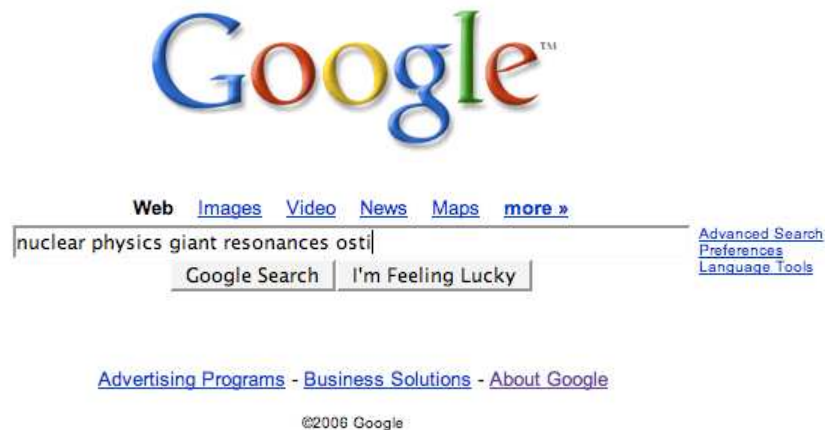 Google™
Web Images Video News Maps more »
nuclear physics giant resonances osti
Advanced Search
Preferences
Language Tools
Google Search I'm Feeling Lucky
Advertising Programs - Business Solutions - About Google
©2006 Google